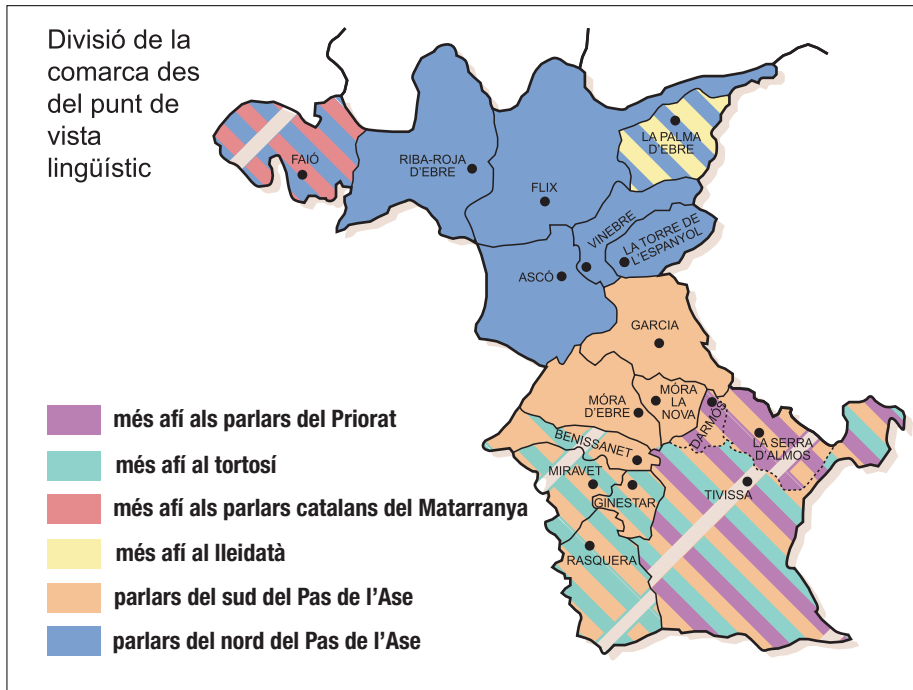 Divisió de la
comarca des
del punt de
vista
lingüístic
FAIÓ
RIBA-ROJA
D'EBRE
FLIX
LA PALMA
D'EBRE
VINEBRE
LA TORRE DE
L'ESPANYOL
ASCÓ
GARCIA
MÓRA
D'EBRE
MÓRA
LA
NOVA
DARMÓS
LA SERRA
D'ALMOS
BENISSANET
MIRAVET
GINESTAR
TIVISSA
RASQUERA
més afí als parlars del Priorat
més afí al tortosí
més afí als parlars catalans del Matarranya
més afí al lleidatà
parlars del sud del Pas de l'Ase
parlars del nord del Pas de l'Ase